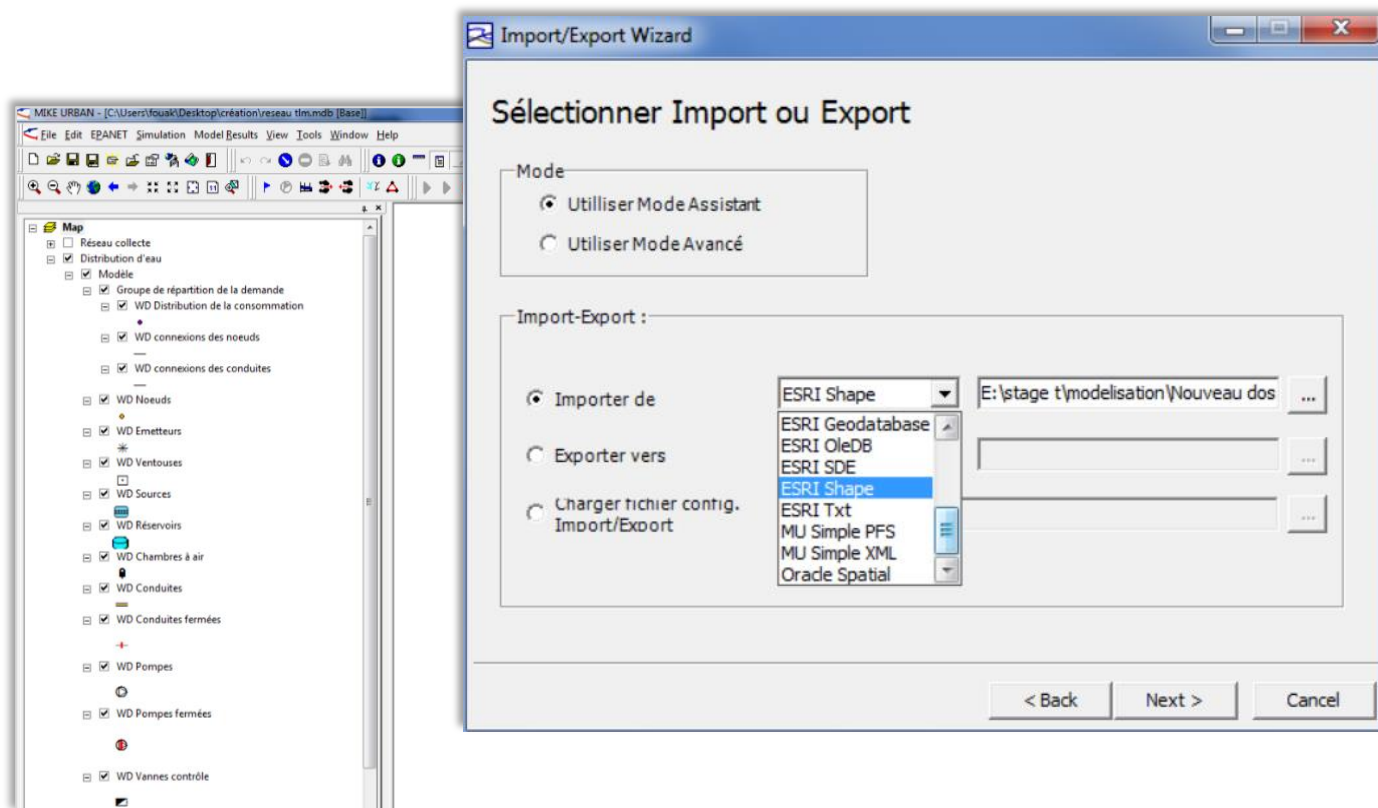 MIKE URBAN - [C:\Users\fouak\Desktop\création\reseau tlm.mdb [Base]]
File Edit EPANET Simulation Model Results View Tools Window Help
Map
Réseau collecte
Distribution d'eau
Modèle
Groupe de répartition de la demande
WD Distribution de la consommation
WD connexions des noeuds
WD connexions des conduites
WD Noeuds
WD Emetteurs
WD Ventouses
WD Sources
WD Réservoirs
WD Chambres à air
WD Conduites
WD Conduites fermées
WD Pompes
WD Pompes fermées
WD Vannes contrôle
Import/Export Wizard
Sélectionner Import ou Export
Mode
Utilliser Mode Assistant
Utiliser Mode Avancé
Import-Export :
Importer de
ESRI Shape
E:\stage t\modelisation\Nouveau dos
...
ESRI Geodatabase
ESRI OleDB
ESRI SDE
ESRI Shape
ESRI Txt
MU Simple PFS
MU Simple XML
Oracle Spatial
Exporter vers
...
Charger fichier config.
Import/Export
...
< Back Next > Cancel